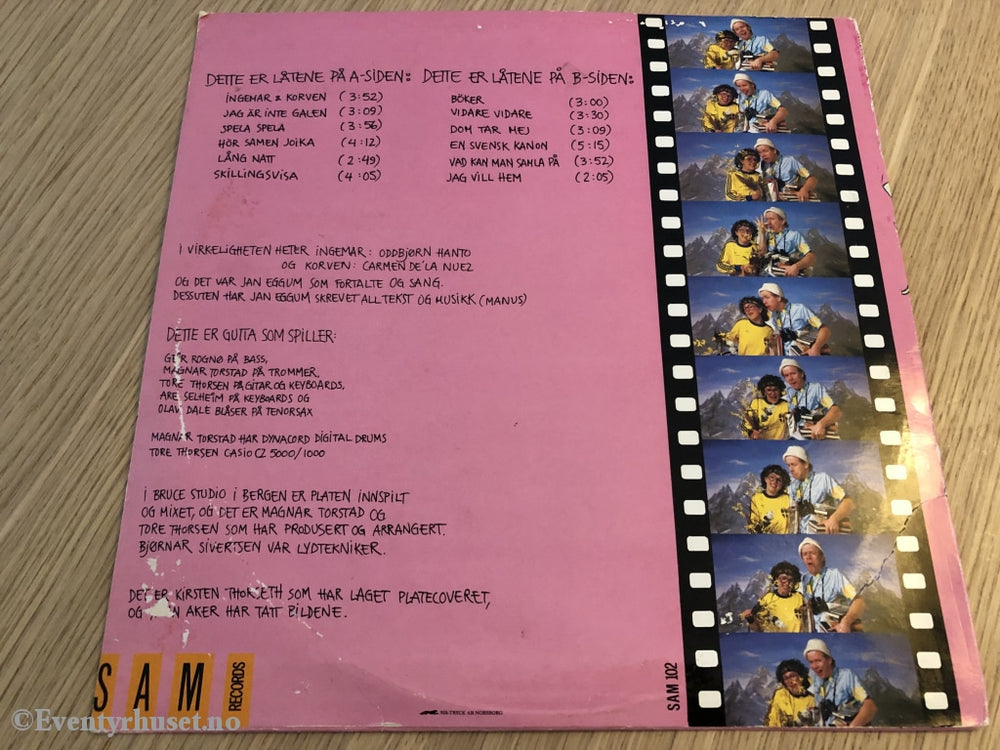 DETTE ER LÅTENE PÅ A-SIDEN:
INGEMAR & KORVEN (3:52)
JAG ÄR INTE GALEN (3:09)
SPELA SPELA (3:56)
HÖR SAMEN JOIKA (4:12)
LÅNG NATT (2:49)
SKILLINGSVISA (4:05)
DETTE ER LÅTENE PÅ B-SIDEN:
BÖKER (3:00)
VIDARE VIDARE (3:30)
DOM TAR MEJ (3:09)
EN SVENSK KANON (5:15)
VAD KAN MAN SAMLA PÅ (3:52)
JAG VILL HEM (2:05)
I VIRKELIGHETEN HETER INGEMAR: ODDBJØRN HANTO
OG KORVEN: CARMEN DE'LA NUEZ
OG DET VAR JAN EGGUM SOM FORTALTE OG SANG.
DESSUTEN HAR JAN EGGUM SKREVET ALL TEKST OG MUSIKK (MANUS)
DETTE ER GUTTA SOM SPILLER:
GEIR ROGNØ PÅ BASS,
MAGNAR TORSTAD PÅ TROMMER,
TORE THORSEN PÅ GITAR OG KEYBOARDS,
ARE SELHEIM PÅ KEYBOARDS OG
OLAV DALE BLÅSER PÅ TENORSAX
MAGNAR TORSTAD HAR DYNACORD DIGITAL DRUMS
TORE THORSEN CASIO CZ 5000/1000
I BRUCE STUDIO I BERGEN ER PLATEN INNSPILT
OG MIXET, OG DET ER MAGNAR TORSTAD OG
TORE THORSEN SOM HAR PRODUSERT OG ARRANGERT.
BJØRNAR SIVERTSEN VAR LYDTEKNIKER.
DET ER KIRSTEN THORSETH SOM HAR LAGET PLATECOVERET,
OG AKER HAR TATT BILDENE.
SAM
RECORDS
SIB-TRYCK AB NORSBORG
SAM 102
©Eventyrhuset.no